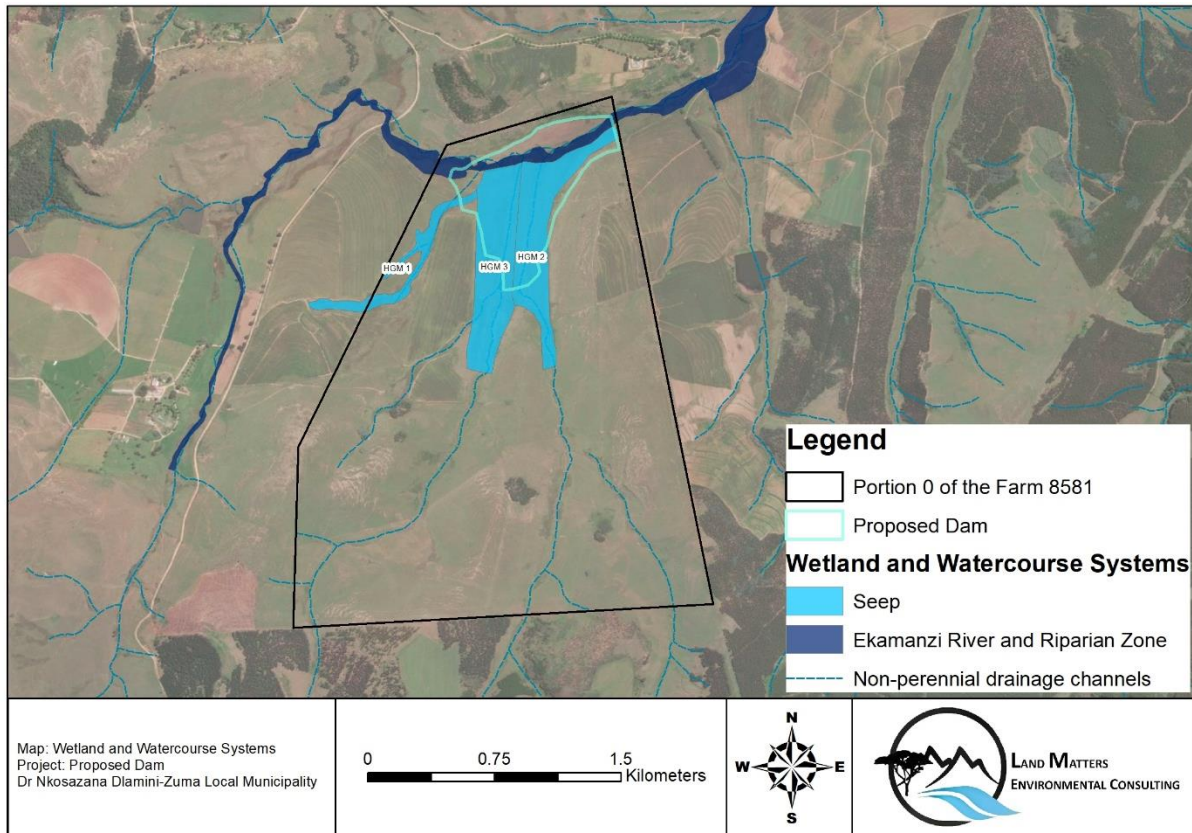 HGM 1
HGM 3
HGM 2
Legend
Portion 0 of the Farm 8581
Proposed Dam
Wetland and Watercourse Systems
Seep
Ekamanzi River and Riparian Zone
Non-perennial drainage channels
Map: Wetland and Watercourse Systems
Project: Proposed Dam
Dr Nkosazana Dlamini-Zuma Local Municipality
0 0.75 1.5
Kilometers
N
W E
S
LAND MATTERS
ENVIRONMENTAL CONSULTING